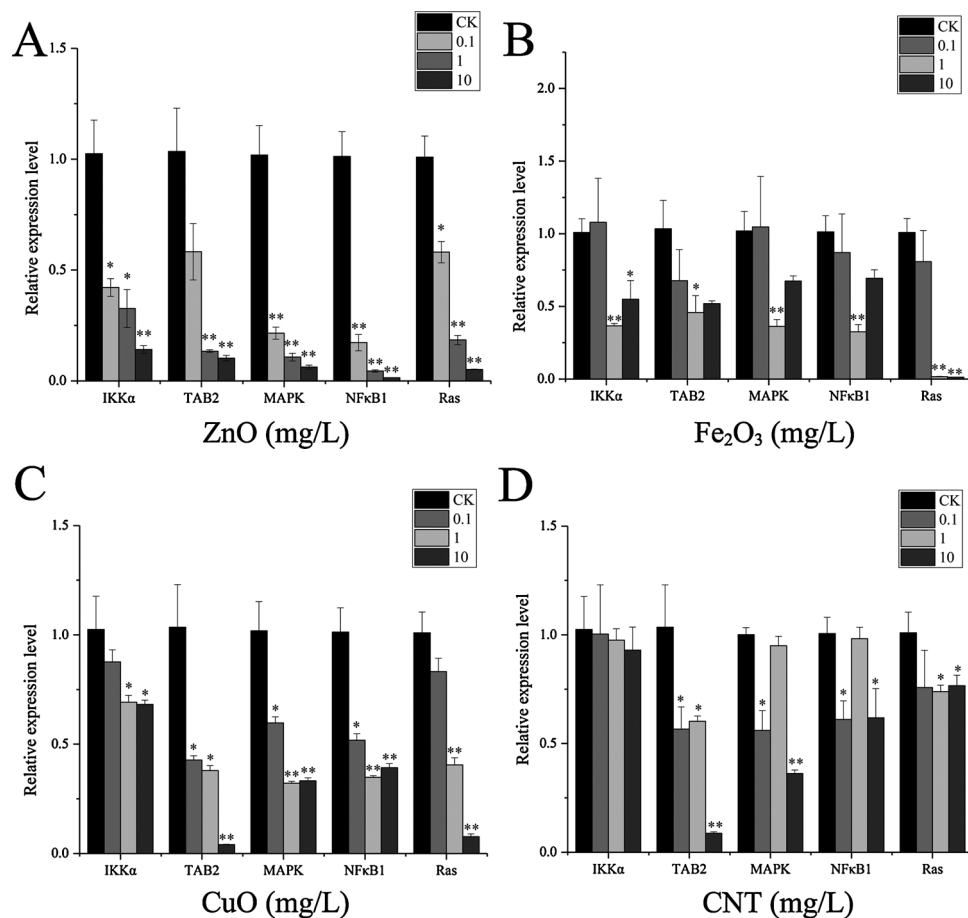 A
CK
0.1
1
10
1.5
1.0
0.5
0.0
Relative expression level
* * **
** **
** ** **
** ** **
* ** **
IKKα TAB2 MAPK NFκB1 Ras
ZnO (mg/L)
B
CK
0.1
1
10
2.0
1.5
1.0
0.5
0.0
Relative expression level
** *
*
**
**
** **
IKKα TAB2 MAPK NFκB1 Ras
Fe₂O₃ (mg/L)
C
CK
0.1
1
10
1.5
1.0
0.5
0.0
Relative expression level
* *
* * **
* ** **
* ** **
** **
IKKα TAB2 MAPK NFκB1 Ras
CuO (mg/L)
D
CK
0.1
1
10
1.5
1.0
0.5
0.0
Relative expression level
* * **
* **
* *
* *
IKKα TAB2 MAPK NFκB1 Ras
CNT (mg/L)